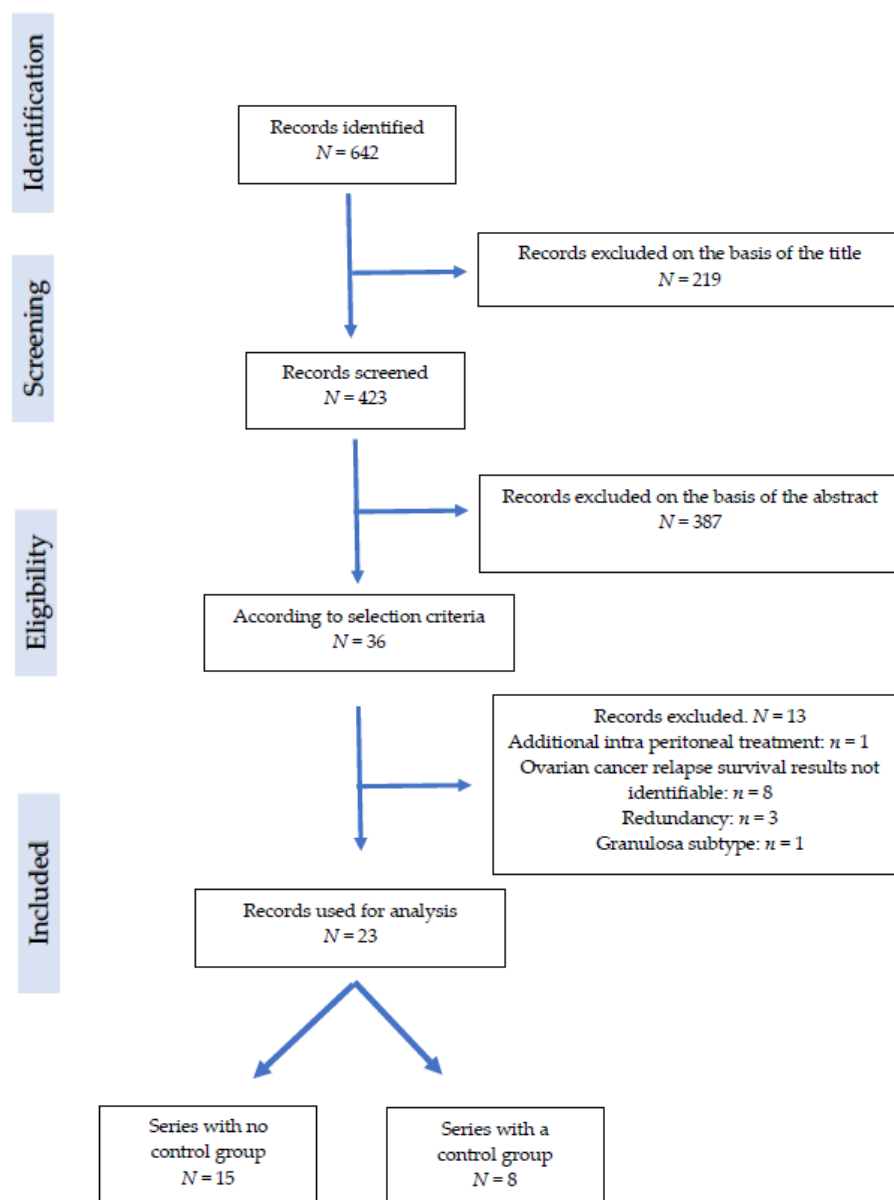 Identification
Records identified
N = 642
Records excluded on the basis of the title
N = 219
Screening
Records screened
N = 423
Records excluded on the basis of the abstract
N = 387
Eligibility
According to selection criteria
N = 36
Records excluded. N = 13
Additional intra peritoneal treatment: n = 1
Ovarian cancer relapse survival results not
identifiable: n = 8
Redundancy: n = 3
Granulosa subtype: n = 1
Included
Records used for analysis
N = 23
Series with no
control group
N = 15
Series with a
control group
N = 8